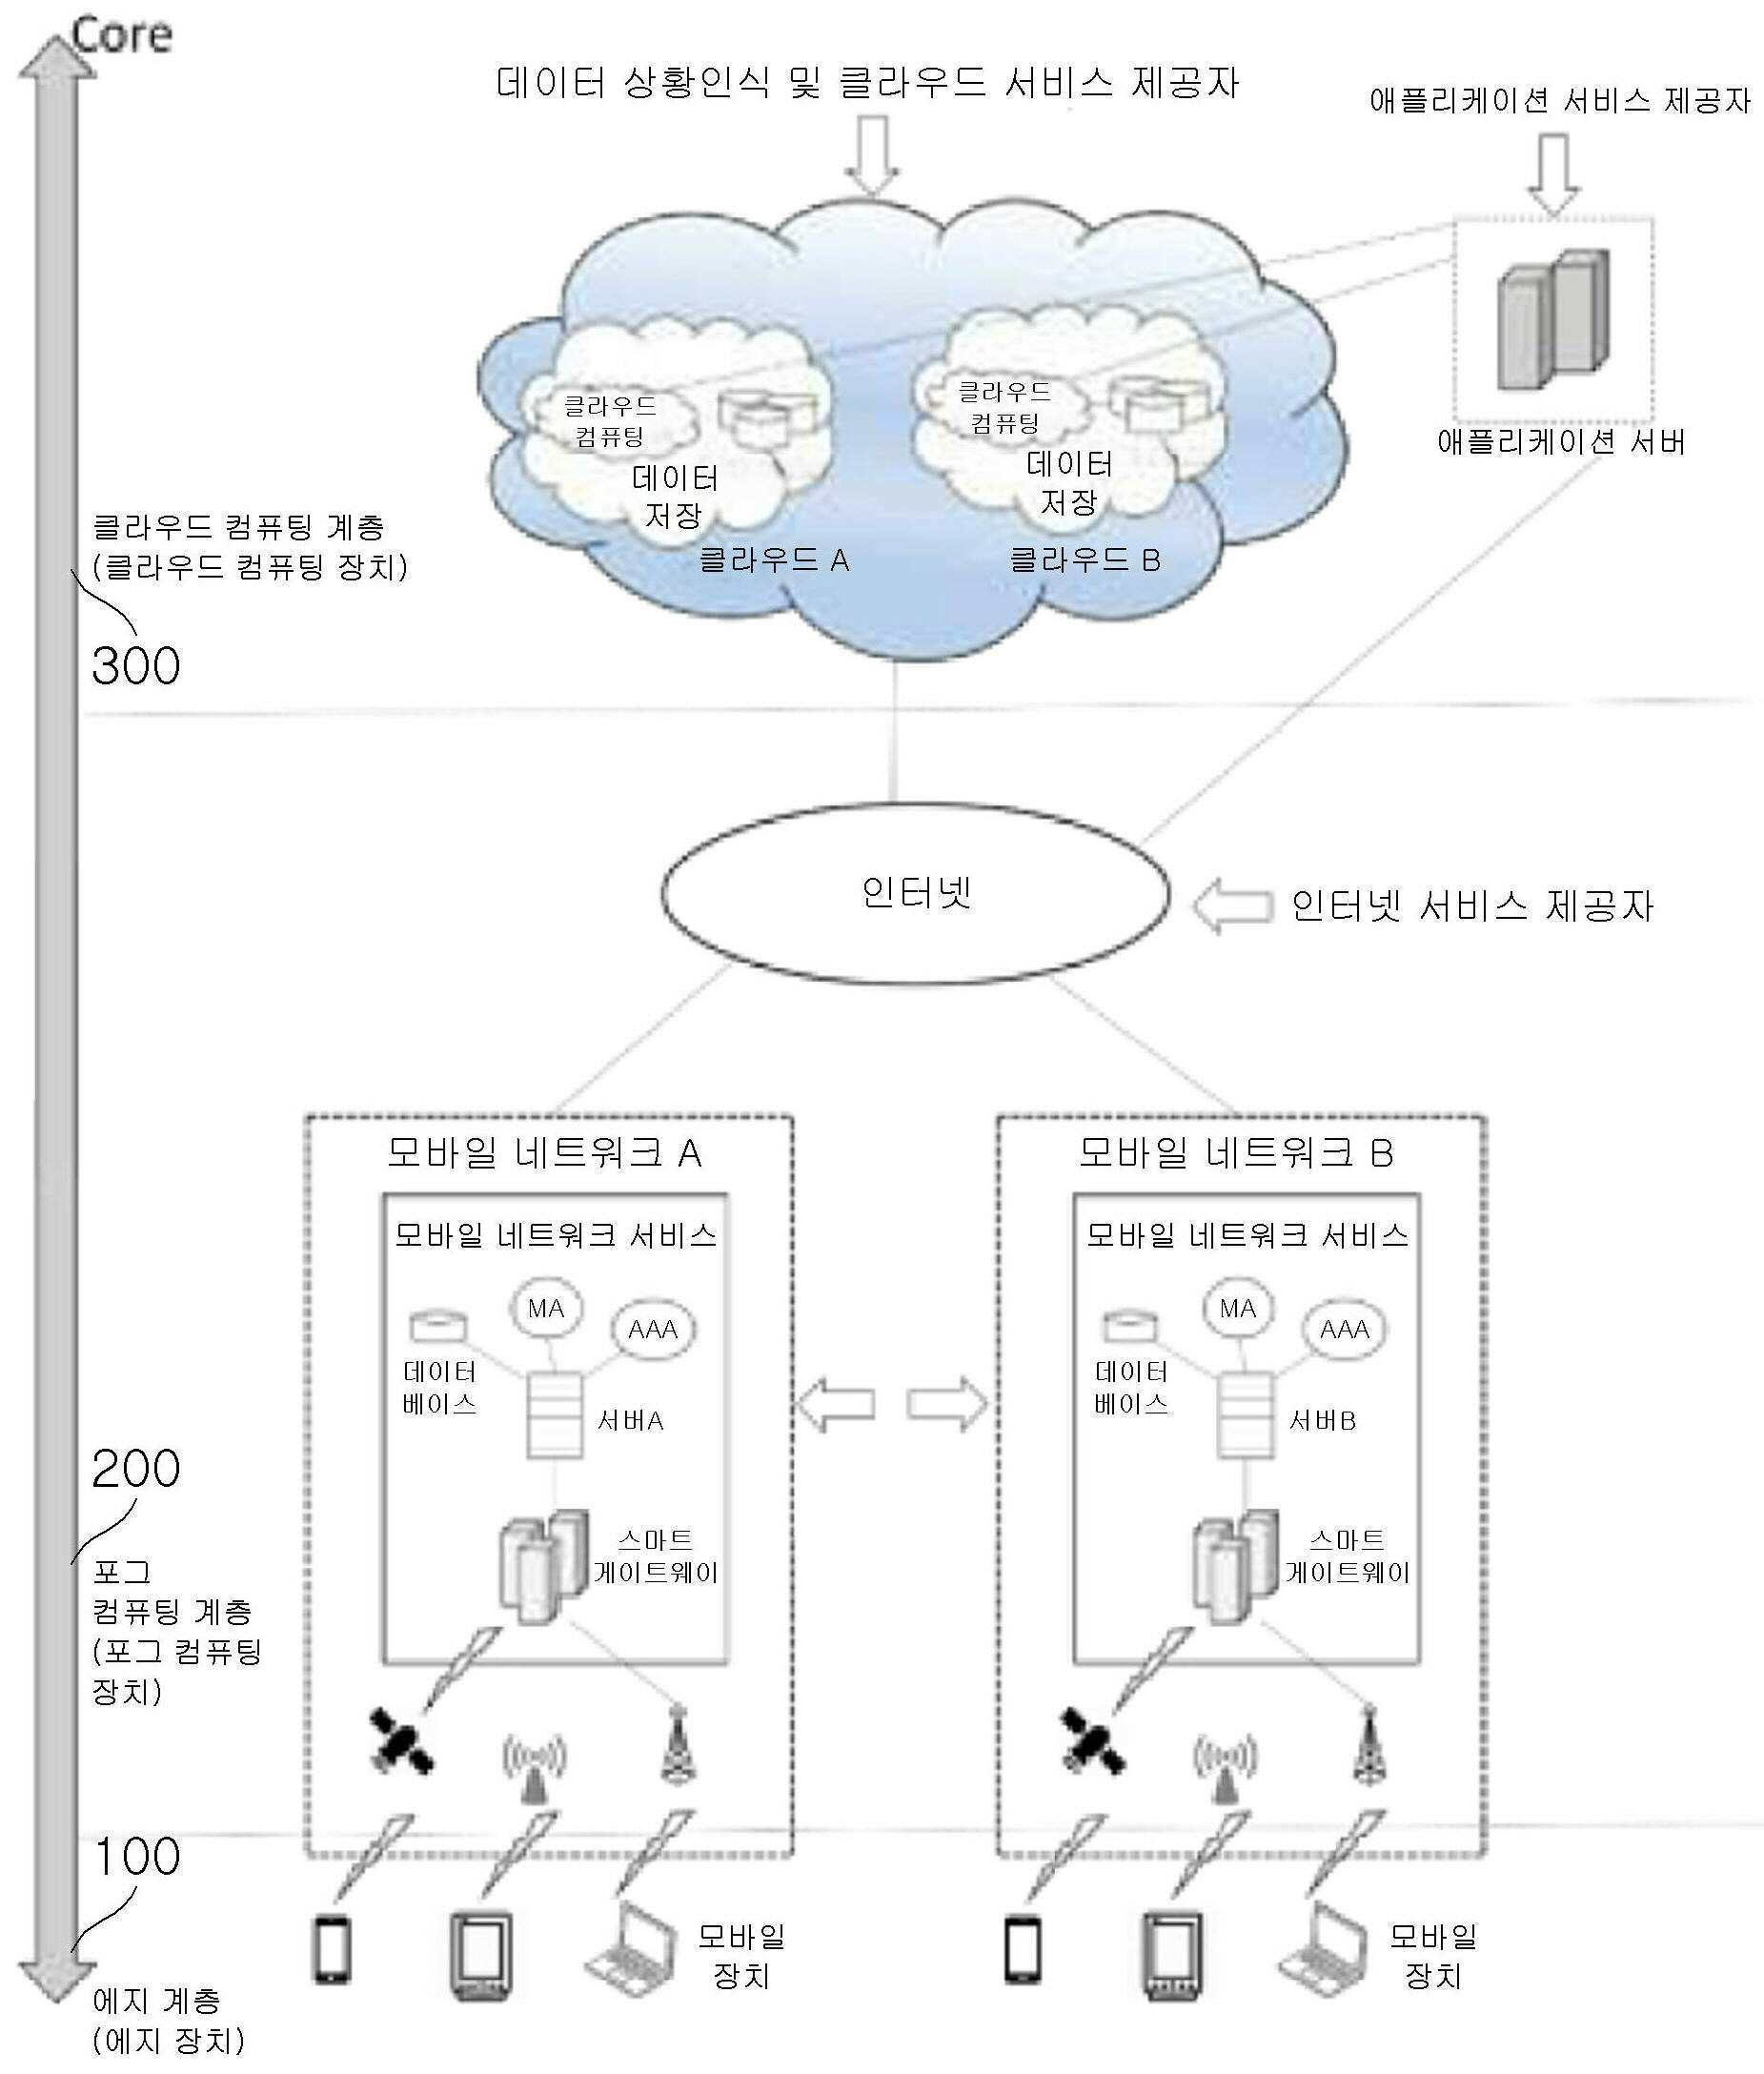 Core
데이터 상황인식 및 클라우드 서비스 제공자
애플리케이션 서비스 제공자
클라우드
컴퓨팅
데이터
저장
클라우드 A
클라우드
컴퓨팅
데이터
저장
클라우드 B
애플리케이션 서버
클라우드 컴퓨팅 계층
(클라우드 컴퓨팅 장치)
300
인터넷
인터넷 서비스 제공자
모바일 네트워크 A
모바일 네트워크 서비스
MA
AAA
데이터
베이스
서버A
스마트
게이트웨이
모바일 네트워크 B
모바일 네트워크 서비스
MA
AAA
데이터
베이스
서버B
스마트
게이트웨이
200
포그
컴퓨팅 계층
(포그 컴퓨팅
장치)
100
모바일
장치
모바일
장치
에지 계층
(에지 장치)